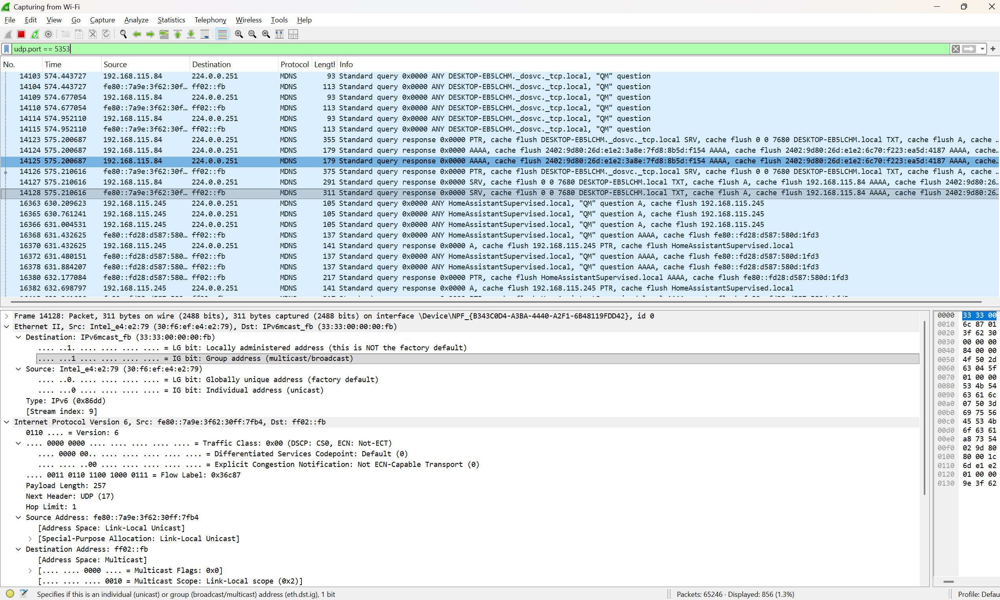 Capturing from Wi-Fi
File Edit View Go Capture Analyze Statistics Telephony Wireless Tools Help
udp.port == 5353
No. Time Source Destination Protocol Length Info
14103 574.443727 192.168.115.84 224.0.0.251 MDNS 93 Standard query 0x0000 ANY DESKTOP-EB5LCHM._dosvc._tcp.local, "QM" question
14104 574.443727 fe80::7a9e:3f62:30f… ff02::fb MDNS 113 Standard query 0x0000 ANY DESKTOP-EB5LCHM._dosvc._tcp.local, "QM" question
14109 574.677054 192.168.115.84 224.0.0.251 MDNS 93 Standard query 0x0000 ANY DESKTOP-EB5LCHM._dosvc._tcp.local, "QM" question
14110 574.677054 fe80::7a9e:3f62:30f… ff02::fb MDNS 113 Standard query 0x0000 ANY DESKTOP-EB5LCHM._dosvc._tcp.local, "QM" question
14114 574.952110 192.168.115.84 224.0.0.251 MDNS 93 Standard query 0x0000 ANY DESKTOP-EB5LCHM._dosvc._tcp.local, "QM" question
14115 574.952110 fe80::7a9e:3f62:30f… ff02::fb MDNS 113 Standard query 0x0000 ANY DESKTOP-EB5LCHM._dosvc._tcp.local, "QM" question
14123 575.200687 192.168.115.84 224.0.0.251 MDNS 355 Standard query response 0x0000 PTR, cache flush DESKTOP-EB5LCHM._dosvc._tcp.local SRV, cache flush 0 0 7680 DESKTOP-EB5LCHM.local TXT, cache flush A, cache …
14124 575.200687 192.168.115.84 224.0.0.251 MDNS 179 Standard query response 0x0000 AAAA, cache flush 2402:9d80:26d:e1e2:3a8e:7fd8:8b5d:f154 AAAA, cache flush 2402:9d80:26d:e1e2:6c70:f223:ea5d:4187 AAAA, cache…
14125 575.200687 192.168.115.84 224.0.0.251 MDNS 179 Standard query response 0x0000 AAAA, cache flush 2402:9d80:26d:e1e2:3a8e:7fd8:8b5d:f154 AAAA, cache flush 2402:9d80:26d:e1e2:6c70:f223:ea5d:4187 AAAA, cache…
14126 575.210616 fe80::7a9e:3f62:30f… ff02::fb MDNS 375 Standard query response 0x0000 PTR, cache flush DESKTOP-EB5LCHM._dosvc._tcp.local SRV, cache flush 0 0 7680 DESKTOP-EB5LCHM.local TXT, cache flush A, cache …
14127 575.210616 192.168.115.84 224.0.0.251 MDNS 291 Standard query response 0x0000 SRV, cache flush 0 0 7680 DESKTOP-EB5LCHM.local TXT, cache flush A, cache flush 192.168.115.84 AAAA, cache flush 2402:9d80:26…
14128 575.210616 fe80::7a9e:3f62:30f… ff02::fb MDNS 311 Standard query response 0x0000 SRV, cache flush 0 0 7680 DESKTOP-EB5LCHM.local TXT, cache flush A, cache flush 192.168.115.84 AAAA, cache flush 2402:9d80:26…
16363 630.209623 192.168.115.245 224.0.0.251 MDNS 105 Standard query 0x0000 ANY HomeAssistantSupervised.local, "QM" question A, cache flush 192.168.115.245
16365 630.761241 192.168.115.245 224.0.0.251 MDNS 105 Standard query 0x0000 ANY HomeAssistantSupervised.local, "QM" question A, cache flush 192.168.115.245
16366 631.004531 192.168.115.245 224.0.0.251 MDNS 105 Standard query 0x0000 ANY HomeAssistantSupervised.local, "QM" question A, cache flush 192.168.115.245
16368 631.432625 fe80::fd28:d587:580… ff02::fb MDNS 137 Standard query 0x0000 ANY HomeAssistantSupervised.local, "QM" question AAAA, cache flush fe80::fd28:d587:580d:1fd3
16370 631.432625 192.168.115.245 224.0.0.251 MDNS 141 Standard query response 0x0000 A, cache flush 192.168.115.245 PTR, cache flush HomeAssistantSupervised.local
16372 631.480151 fe80::fd28:d587:580… ff02::fb MDNS 137 Standard query 0x0000 ANY HomeAssistantSupervised.local, "QM" question AAAA, cache flush fe80::fd28:d587:580d:1fd3
16378 631.884207 fe80::fd28:d587:580… ff02::fb MDNS 137 Standard query 0x0000 ANY HomeAssistantSupervised.local, "QM" question AAAA, cache flush fe80::fd28:d587:580d:1fd3
16380 632.177084 fe80::fd28:d587:580… ff02::fb MDNS 217 Standard query response 0x0000 PTR, cache flush HomeAssistantSupervised.local AAAA, cache flush fe80::fd28:d587:580d:1fd3
16382 632.698797 192.168.115.245 224.0.0.251 MDNS 141 Standard query response 0x0000 A, cache flush 192.168.115.245 PTR, cache flush HomeAssistantSupervised.local
Frame 14128: Packet, 311 bytes on wire (2488 bits), 311 bytes captured (2488 bits) on interface \Device\NPF_{B343C0D4-A3BA-4440-A2F1-6B48119FDD42}, id 0
Ethernet II, Src: Intel_e4:e2:79 (30:f6:ef:e4:e2:79), Dst: IPv6mcast_fb (33:33:00:00:00:fb)
Destination: IPv6mcast_fb (33:33:00:00:00:fb)
.... ..1. .... .... .... .... = LG bit: Locally administered address (this is NOT the factory default)
.... ...1 .... .... .... .... = IG bit: Group address (multicast/broadcast)
Source: Intel_e4:e2:79 (30:f6:ef:e4:e2:79)
.... ..0. .... .... .... .... = LG bit: Globally unique address (factory default)
.... ...0 .... .... .... .... = IG bit: Individual address (unicast)
Type: IPv6 (0x86dd)
[Stream index: 9]
Internet Protocol Version 6, Src: fe80::7a9e:3f62:30ff:7fb4, Dst: ff02::fb
0110 .... = Version: 6
.... 0000 0000 .... .... .... .... .... = Traffic Class: 0x00 (DSCP: CS0, ECN: Not-ECT)
.... 0000 00.. .... .... .... .... .... = Differentiated Services Codepoint: Default (0)
.... .... ..00 .... .... .... .... .... = Explicit Congestion Notification: Not ECN-Capable Transport (0)
.... 0011 0110 1100 1000 0111 = Flow Label: 0x36c87
Payload Length: 257
Next Header: UDP (17)
Hop Limit: 1
Source Address: fe80::7a9e:3f62:30ff:7fb4
[Address Space: Link-Local Unicast]
[Special-Purpose Allocation: Link-Local Unicast]
Destination Address: ff02::fb
[Address Space: Multicast]
[.... .... 0000 .... = Multicast Flags: 0x0]
[.... .... .... 0010 = Multicast Scope: Link-Local scope (0x2)]
0000 33 33 00
0010 6c 87 01
0020 3f 62 30
0030 00 00 00
0040 84 00 00
0050 4f 50 2d
0060 63 04 5f
0070 01 00 00
0080 53 4b 54
0090 63 61 6c
00a0 07 50 3d
00b0 69 75 56
00c0 45 53 4b
00d0 6f 63 61
00e0 a8 73 54
00f0 02 9d 80
0100 80 00 1c
0110 6d e1 e2
0120 01 00 00
0130 9e 3f 62
Specifies if this is an individual (unicast) or group (broadcast/multicast) address (eth.dst.ig), 1 bit
Packets: 65246 · Displayed: 856 (1.3%)
Profile: Defau